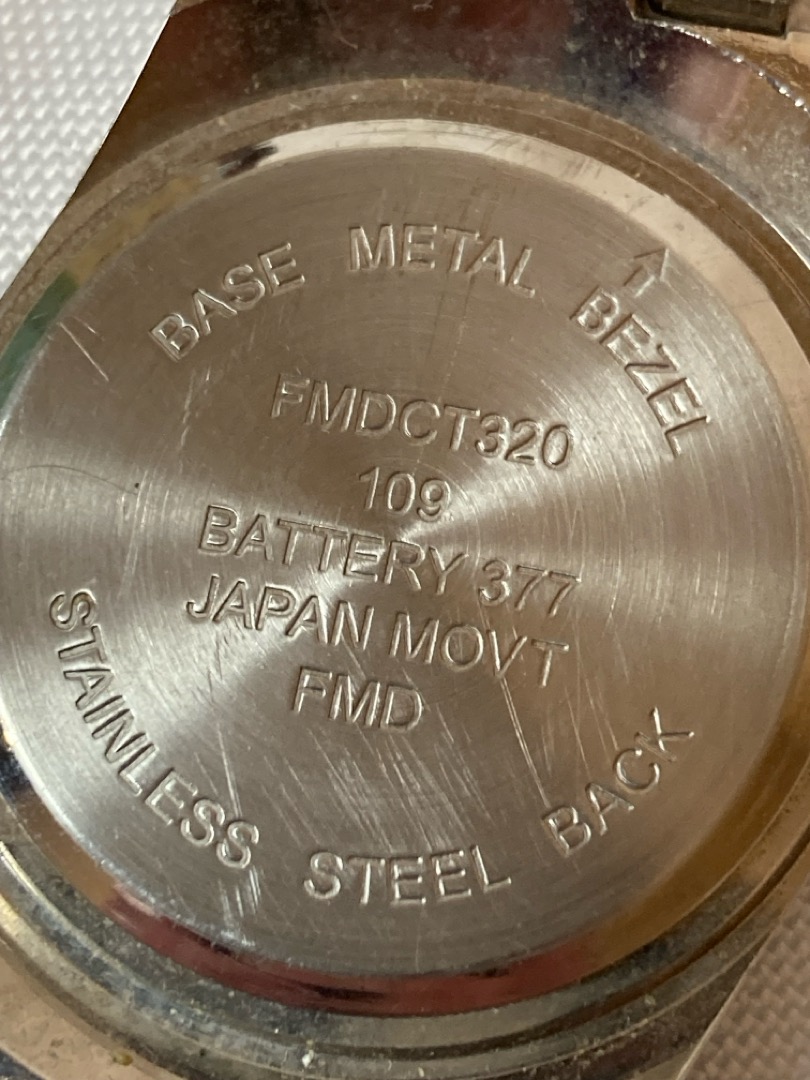 BASE METAL BEZEL
FMDCT320
109
BATTERY 377
JAPAN MOVT
FMD
STAINLESS STEEL BACK